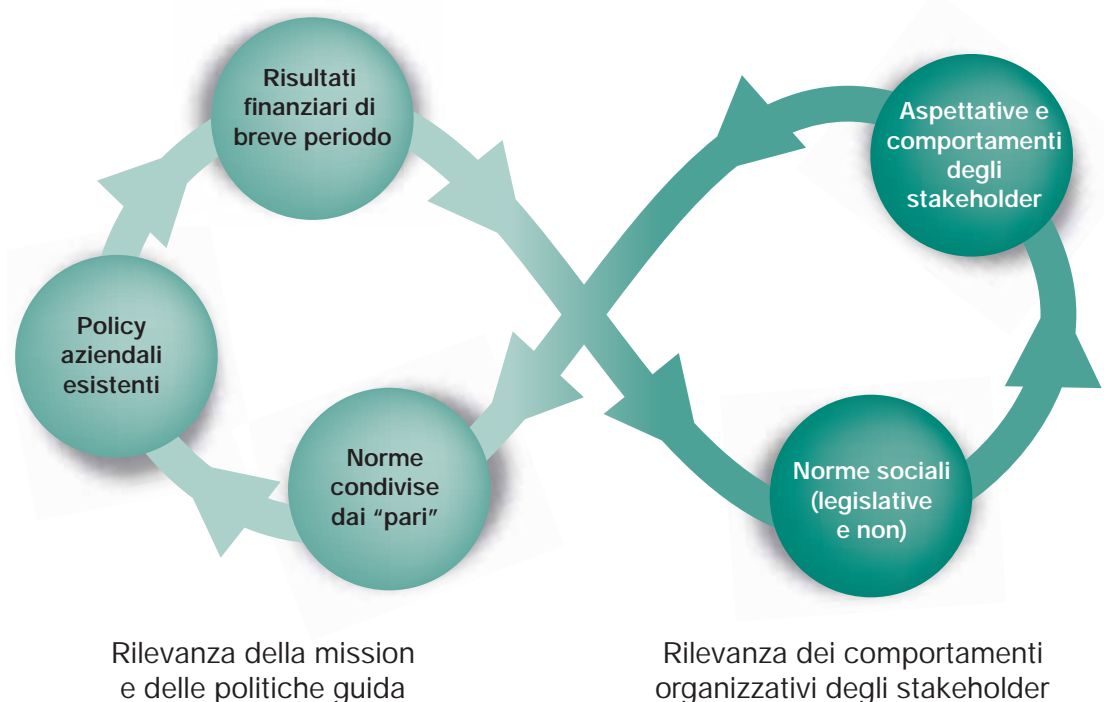 Risultati
finanziari di
breve periodo
Aspettative e
comportamenti
degli
stakeholder
Policy
aziendali
esistenti
Norme
condivise
dai “pari”
Norme sociali
(legislative
e non)
Rilevanza della mission
e delle politiche guida
Rilevanza dei comportamenti
organizzativi degli stakeholder